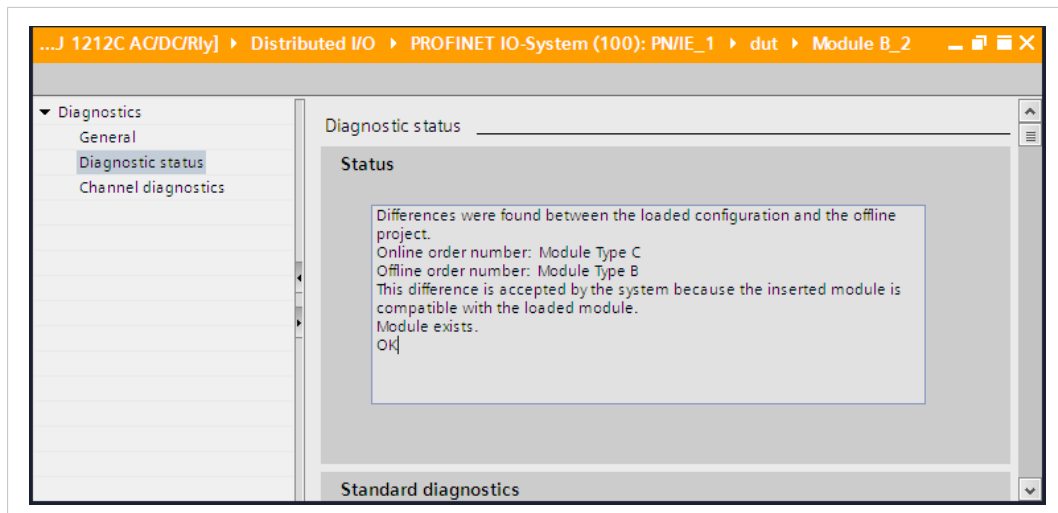 ...J 1212C AC/DC/Rly] ▸ Distributed I/O ▸ PROFINET IO-System (100): PN/IE_1 ▸ dut ▸ Module B_2
Diagnostics
General
Diagnostic status
Channel diagnostics
Diagnostic status
Status
Differences were found between the loaded configuration and the offline
project.
Online order number: Module Type C
Offline order number: Module Type B
This difference is accepted by the system because the inserted module is
compatible with the loaded module.
Module exists.
OK
Standard diagnostics